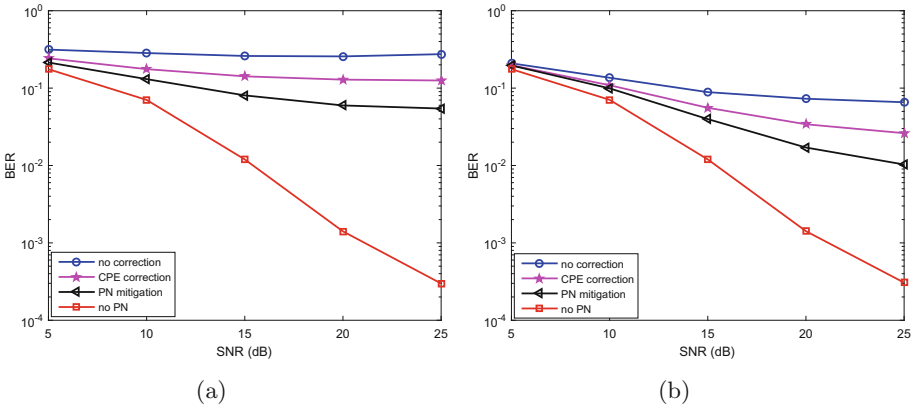 10^0
10^-1
10^-2
10^-3
10^-4
BER
5 10 15 20 25
SNR (dB)
no correction
CPE correction
PN mitigation
no PN
(a)
10^0
10^-1
10^-2
10^-3
10^-4
BER
5 10 15 20 25
SNR (dB)
no correction
CPE correction
PN mitigation
no PN
(b)